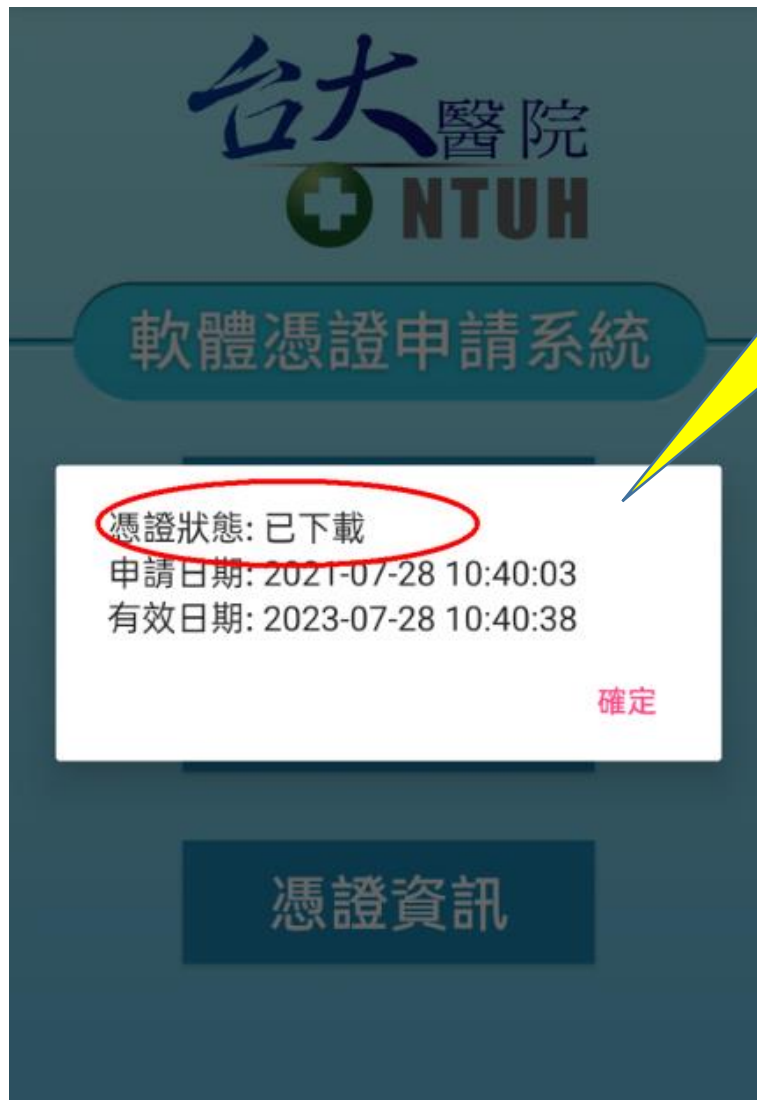 台大醫院
NTUH
軟體憑證申請系統
憑證狀態: 已下載
申請日期: 2021-07-28 10:40:03
有效日期: 2023-07-28 10:40:38
確定
憑證資訊